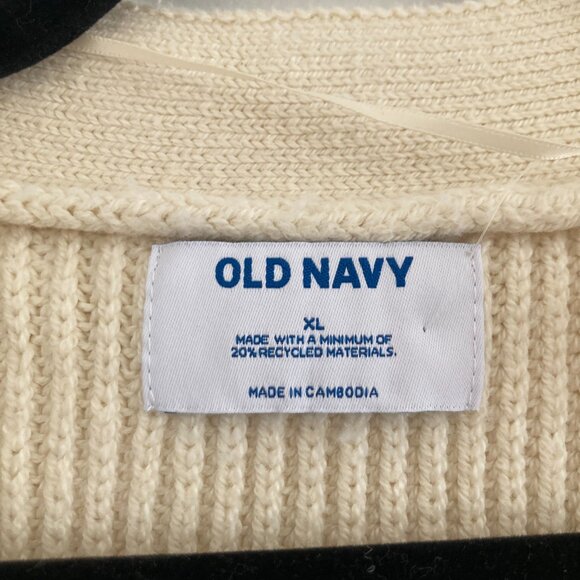 OLD NAVY
XL
MADE WITH A MINIMUM OF
20% RECYCLED MATERIALS.
MADE IN CAMBODIA